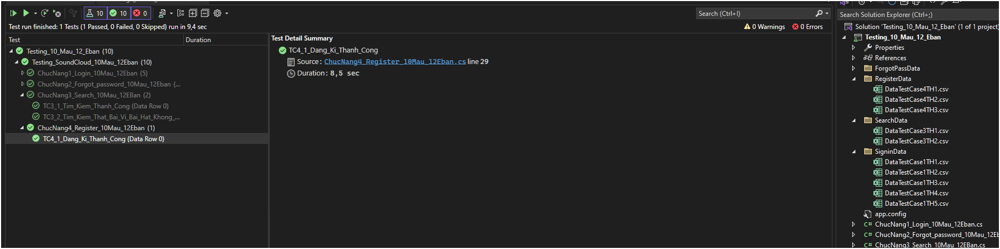 10 10 0
Search (Ctrl+I)
Test run finished: 1 Tests (1 Passed, 0 Failed, 0 Skipped) run in 9,4 sec
0 Warnings 0 Errors
Test Duration
Testing_10_Mau_12_Eban (10)
Testing_SoundCloud_10Mau_12Eban (10)
ChucNang1_Login_10Mau_12Eban (5)
ChucNang2_Forgot_password_10Mau_12Eban (...
ChucNang3_Search_10Mau_12EBan (2)
TC3_1_Tim_Kiem_Thanh_Cong (Data Row 0)
TC3_2_Tim_Kiem_That_Bai_Vi_Bai_Hat_Khong_...
ChucNang4_Register_10Mau_12Eban (1)
TC4_1_Dang_Ki_Thanh_Cong (Data Row 0)
Test Detail Summary
TC4_1_Dang_Ki_Thanh_Cong
Source: ChucNang4_Register_10Mau_12Eban.cs line 29
Duration: 8,5 sec
Search Solution Explorer (Ctrl+;)
Solution 'Testing_10_Mau_12_Eban' (1 of 1 project)
Testing_10_Mau_12_Eban
Properties
References
ForgotPassData
RegisterData
DataTestCase4TH1.csv
DataTestCase4TH2.csv
DataTestCase4TH3.csv
SearchData
DataTestCase3TH1.csv
DataTestCase3TH2.csv
SigninData
DataTestCase1TH1.csv
DataTestCase1TH2.csv
DataTestCase1TH3.csv
DataTestCase1TH4.csv
DataTestCase1TH5.csv
app.config
C# ChucNang1_Login_10Mau_12Eban.cs
C# ChucNang2_Forgot_password_10Mau_12Eb
C# ChucNang3_Search_10Mau_12EBan.cs